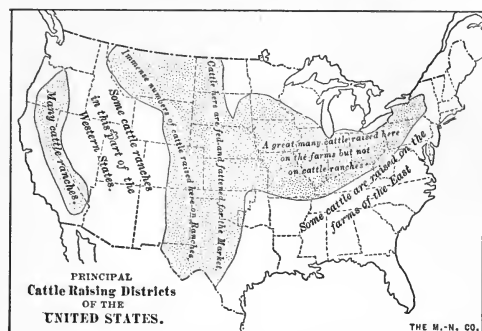 Many cattle ranches.
Some cattle ranches
in this part of the
Western States.
Immense numbers of cattle raised here on Ranches
Cattle here are fed and fattened for the Market.
A great many cattle raised here
on the farms but not
on cattle ranches.
Some cattle are raised on the
farms of the East
PRINCIPAL
Cattle Raising Districts
OF THE
UNITED STATES.
THE M.-N. CO.